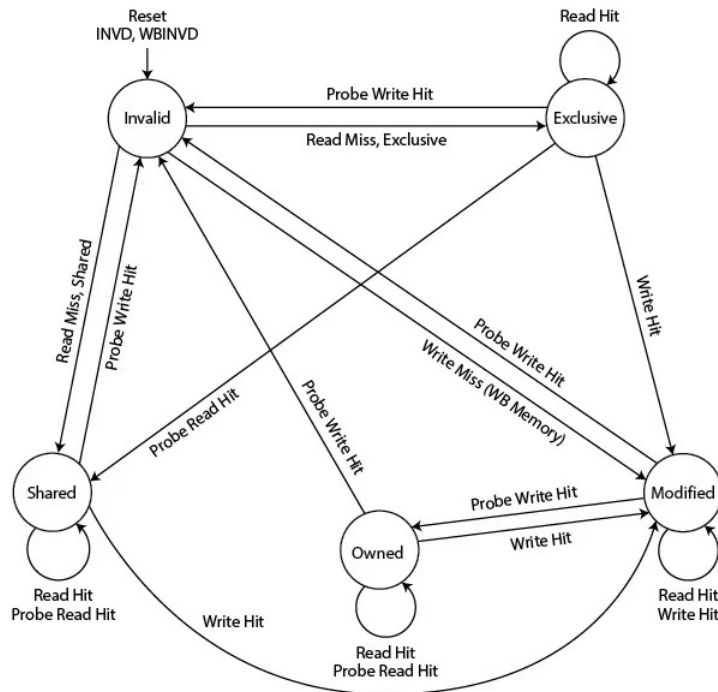 Reset
INVD, WBINVD
Read Hit
Probe Write Hit
Invalid
Exclusive
Read Miss, Exclusive
Read Miss, Shared
Probe Write Hit
Write Hit
Probe Write Hit
Write Miss (WB Memory)
Probe Read Hit
Probe Write Hit
Shared
Modified
Probe Write Hit
Owned
Write Hit
Read Hit
Probe Read Hit
Read Hit
Write Hit
Write Hit
Read Hit
Probe Read Hit